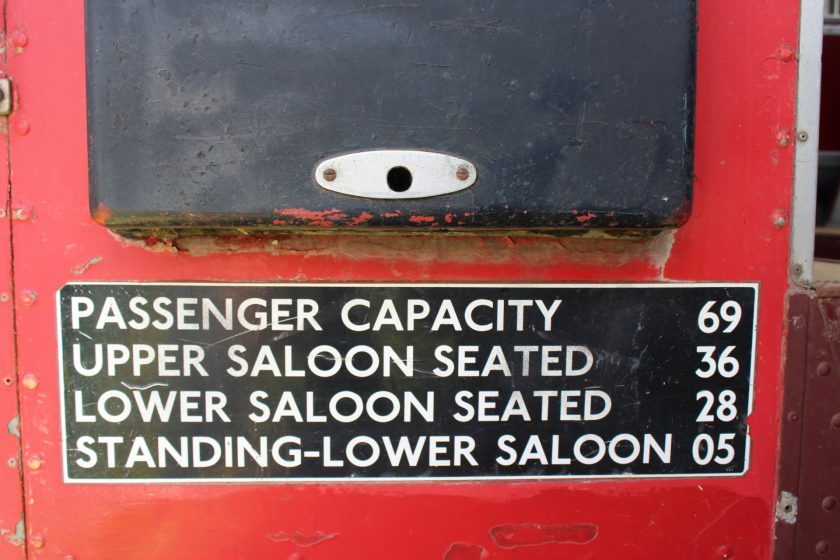 PASSENGER CAPACITY 69
UPPER SALOON SEATED 36
LOWER SALOON SEATED 28
STANDING-LOWER SALOON 05